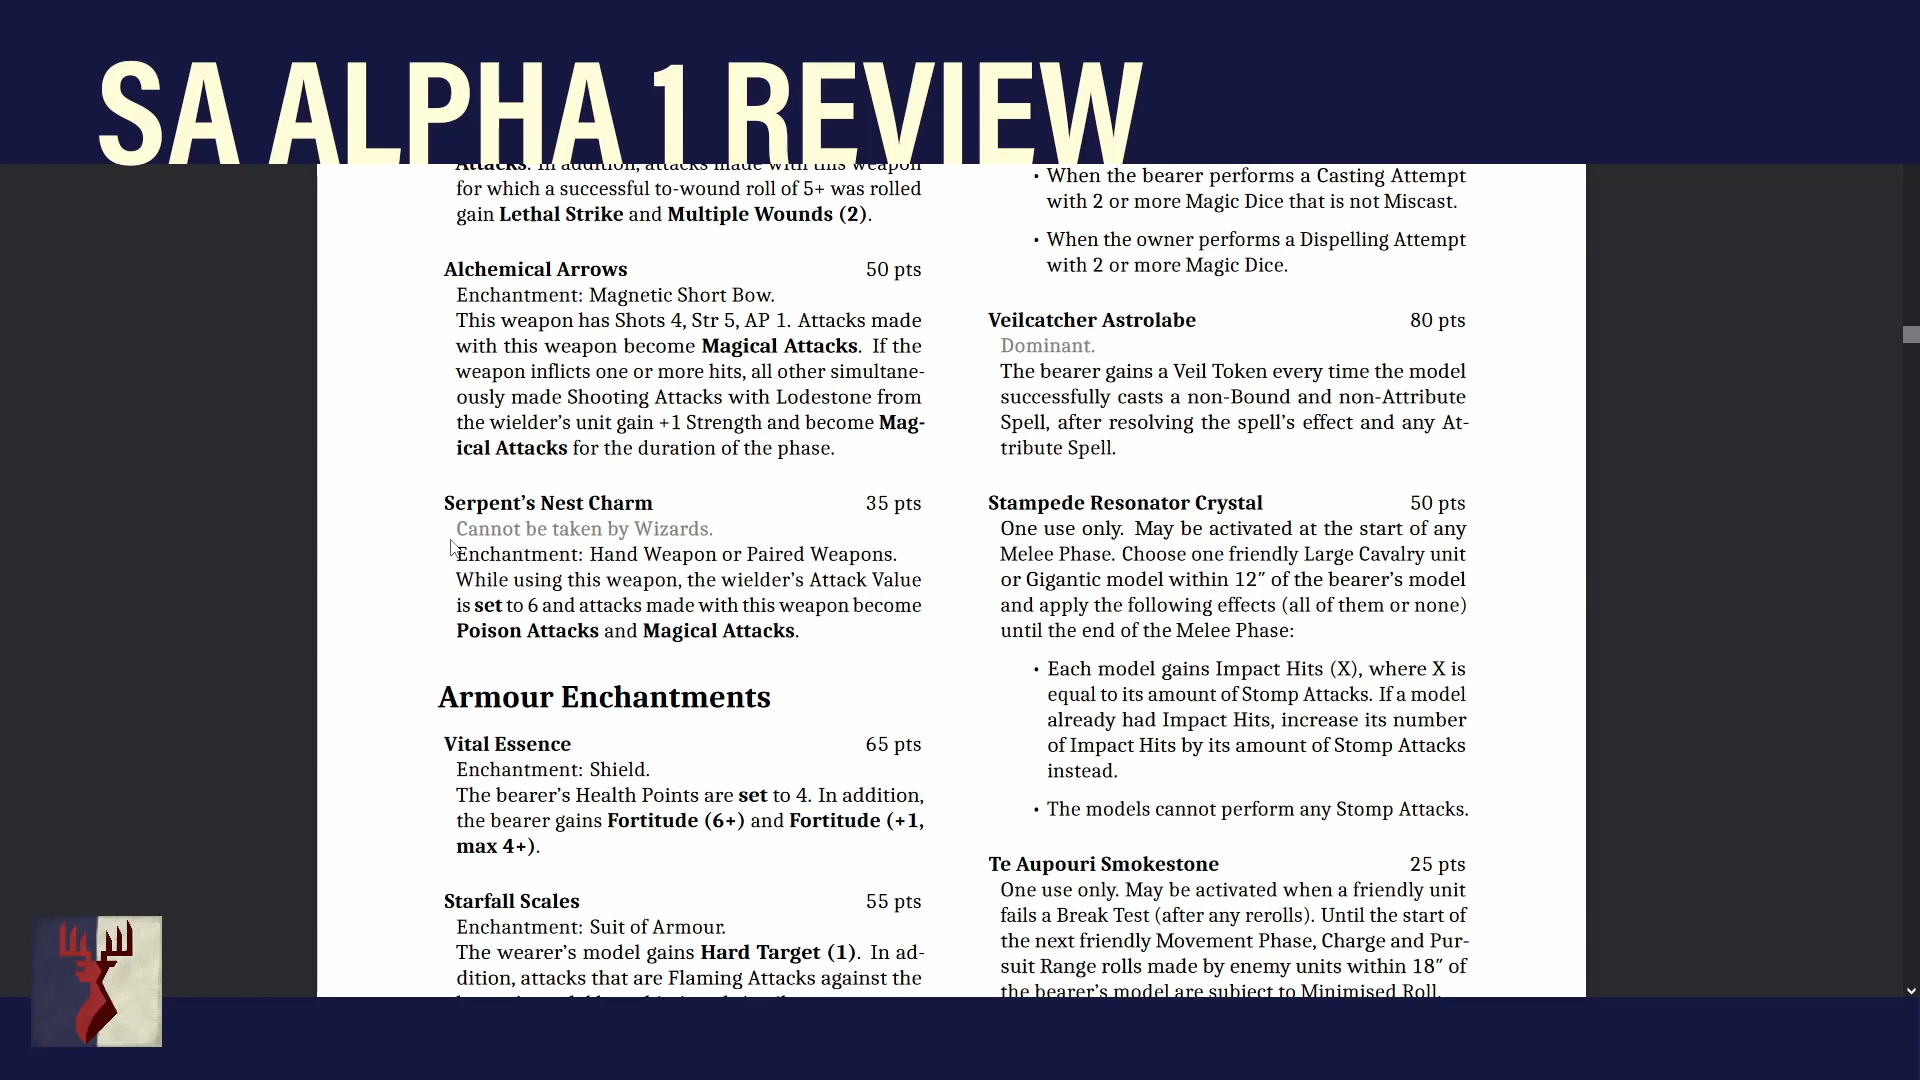 SA ALPHA 1 REVIEW
Attacks. In addition, attacks made with this weapon
for which a successful to-wound roll of 5+ was rolled
gain Lethal Strike and Multiple Wounds (2).
Alchemical Arrows 50 pts
Enchantment: Magnetic Short Bow.
This weapon has Shots 4, Str 5, AP 1. Attacks made
with this weapon become Magical Attacks. If the
weapon inflicts one or more hits, all other simultane-
ously made Shooting Attacks with Lodestone from
the wielder's unit gain +1 Strength and become Mag-
ical Attacks for the duration of the phase.
Serpent's Nest Charm 35 pts
Cannot be taken by Wizards.
Enchantment: Hand Weapon or Paired Weapons.
While using this weapon, the wielder's Attack Value
is set to 6 and attacks made with this weapon become
Poison Attacks and Magical Attacks.
Armour Enchantments
Vital Essence 65 pts
Enchantment: Shield.
The bearer's Health Points are set to 4. In addition,
the bearer gains Fortitude (6+) and Fortitude (+1,
max 4+).
Starfall Scales 55 pts
Enchantment: Suit of Armour.
The wearer's model gains Hard Target (1). In ad-
dition, attacks that are Flaming Attacks against the
• When the bearer performs a Casting Attempt
with 2 or more Magic Dice that is not Miscast.
• When the owner performs a Dispelling Attempt
with 2 or more Magic Dice.
Veilcatcher Astrolabe 80 pts
Dominant.
The bearer gains a Veil Token every time the model
successfully casts a non-Bound and non-Attribute
Spell, after resolving the spell's effect and any At-
tribute Spell.
Stampede Resonator Crystal 50 pts
One use only. May be activated at the start of any
Melee Phase. Choose one friendly Large Cavalry unit
or Gigantic model within 12″ of the bearer's model
and apply the following effects (all of them or none)
until the end of the Melee Phase:
• Each model gains Impact Hits (X), where X is
equal to its amount of Stomp Attacks. If a model
already had Impact Hits, increase its number
of Impact Hits by its amount of Stomp Attacks
instead.
• The models cannot perform any Stomp Attacks.
Te Aupouri Smokestone 25 pts
One use only. May be activated when a friendly unit
fails a Break Test (after any rerolls). Until the start of
the next friendly Movement Phase, Charge and Pur-
suit Range rolls made by enemy units within 18″ of
the bearer's model are subject to Minimised Roll.